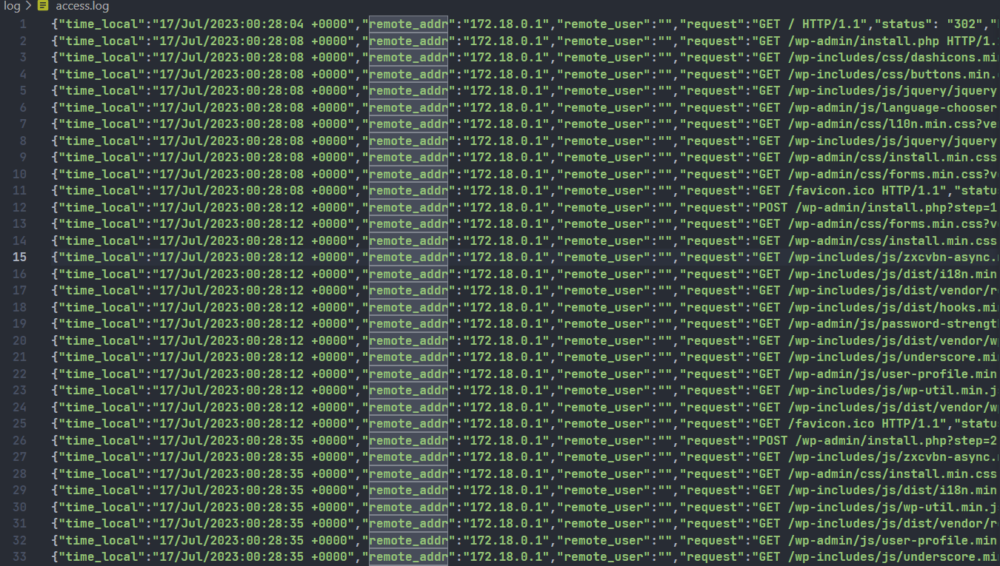 log > access.log
1 {"time_local":"17/Jul/2023:00:28:04 +0000","remote_addr":"172.18.0.1","remote_user":"","request":"GET / HTTP/1.1","status": "302","
2 {"time_local":"17/Jul/2023:00:28:08 +0000","remote_addr":"172.18.0.1","remote_user":"","request":"GET /wp-admin/install.php HTTP/1.
3 {"time_local":"17/Jul/2023:00:28:08 +0000","remote_addr":"172.18.0.1","remote_user":"","request":"GET /wp-includes/css/dashicons.mi
4 {"time_local":"17/Jul/2023:00:28:08 +0000","remote_addr":"172.18.0.1","remote_user":"","request":"GET /wp-includes/css/buttons.min.
5 {"time_local":"17/Jul/2023:00:28:08 +0000","remote_addr":"172.18.0.1","remote_user":"","request":"GET /wp-includes/js/jquery/jquery
6 {"time_local":"17/Jul/2023:00:28:08 +0000","remote_addr":"172.18.0.1","remote_user":"","request":"GET /wp-admin/js/language-chooser
7 {"time_local":"17/Jul/2023:00:28:08 +0000","remote_addr":"172.18.0.1","remote_user":"","request":"GET /wp-admin/css/l10n.min.css?ve
8 {"time_local":"17/Jul/2023:00:28:08 +0000","remote_addr":"172.18.0.1","remote_user":"","request":"GET /wp-includes/js/jquery/jquery
9 {"time_local":"17/Jul/2023:00:28:08 +0000","remote_addr":"172.18.0.1","remote_user":"","request":"GET /wp-admin/css/install.min.css
10 {"time_local":"17/Jul/2023:00:28:08 +0000","remote_addr":"172.18.0.1","remote_user":"","request":"GET /wp-admin/css/forms.min.css?v
11 {"time_local":"17/Jul/2023:00:28:08 +0000","remote_addr":"172.18.0.1","remote_user":"","request":"GET /favicon.ico HTTP/1.1","statu
12 {"time_local":"17/Jul/2023:00:28:12 +0000","remote_addr":"172.18.0.1","remote_user":"","request":"POST /wp-admin/install.php?step=1
13 {"time_local":"17/Jul/2023:00:28:12 +0000","remote_addr":"172.18.0.1","remote_user":"","request":"GET /wp-admin/css/forms.min.css?v
14 {"time_local":"17/Jul/2023:00:28:12 +0000","remote_addr":"172.18.0.1","remote_user":"","request":"GET /wp-admin/css/install.min.css
15 {"time_local":"17/Jul/2023:00:28:12 +0000","remote_addr":"172.18.0.1","remote_user":"","request":"GET /wp-includes/js/zxcvbn-async.
16 {"time_local":"17/Jul/2023:00:28:12 +0000","remote_addr":"172.18.0.1","remote_user":"","request":"GET /wp-includes/js/dist/i18n.min
17 {"time_local":"17/Jul/2023:00:28:12 +0000","remote_addr":"172.18.0.1","remote_user":"","request":"GET /wp-includes/js/dist/vendor/r
18 {"time_local":"17/Jul/2023:00:28:12 +0000","remote_addr":"172.18.0.1","remote_user":"","request":"GET /wp-includes/js/dist/hooks.mi
19 {"time_local":"17/Jul/2023:00:28:12 +0000","remote_addr":"172.18.0.1","remote_user":"","request":"GET /wp-admin/js/password-strengt
20 {"time_local":"17/Jul/2023:00:28:12 +0000","remote_addr":"172.18.0.1","remote_user":"","request":"GET /wp-includes/js/dist/vendor/w
21 {"time_local":"17/Jul/2023:00:28:12 +0000","remote_addr":"172.18.0.1","remote_user":"","request":"GET /wp-includes/js/underscore.mi
22 {"time_local":"17/Jul/2023:00:28:12 +0000","remote_addr":"172.18.0.1","remote_user":"","request":"GET /wp-admin/js/user-profile.min
23 {"time_local":"17/Jul/2023:00:28:12 +0000","remote_addr":"172.18.0.1","remote_user":"","request":"GET /wp-includes/js/wp-util.min.j
24 {"time_local":"17/Jul/2023:00:28:12 +0000","remote_addr":"172.18.0.1","remote_user":"","request":"GET /wp-includes/js/dist/vendor/w
25 {"time_local":"17/Jul/2023:00:28:12 +0000","remote_addr":"172.18.0.1","remote_user":"","request":"GET /favicon.ico HTTP/1.1","statu
26 {"time_local":"17/Jul/2023:00:28:35 +0000","remote_addr":"172.18.0.1","remote_user":"","request":"POST /wp-admin/install.php?step=2
27 {"time_local":"17/Jul/2023:00:28:35 +0000","remote_addr":"172.18.0.1","remote_user":"","request":"GET /wp-includes/js/zxcvbn-async.
28 {"time_local":"17/Jul/2023:00:28:35 +0000","remote_addr":"172.18.0.1","remote_user":"","request":"GET /wp-admin/css/install.min.css
29 {"time_local":"17/Jul/2023:00:28:35 +0000","remote_addr":"172.18.0.1","remote_user":"","request":"GET /wp-includes/js/dist/i18n.min
30 {"time_local":"17/Jul/2023:00:28:35 +0000","remote_addr":"172.18.0.1","remote_user":"","request":"GET /wp-includes/js/wp-util.min.j
31 {"time_local":"17/Jul/2023:00:28:35 +0000","remote_addr":"172.18.0.1","remote_user":"","request":"GET /wp-includes/js/dist/vendor/r
32 {"time_local":"17/Jul/2023:00:28:35 +0000","remote_addr":"172.18.0.1","remote_user":"","request":"GET /wp-admin/js/user-profile.min
33 {"time_local":"17/Jul/2023:00:28:35 +0000","remote_addr":"172.18.0.1","remote_user":"","request":"GET /wp-includes/js/underscore.mi